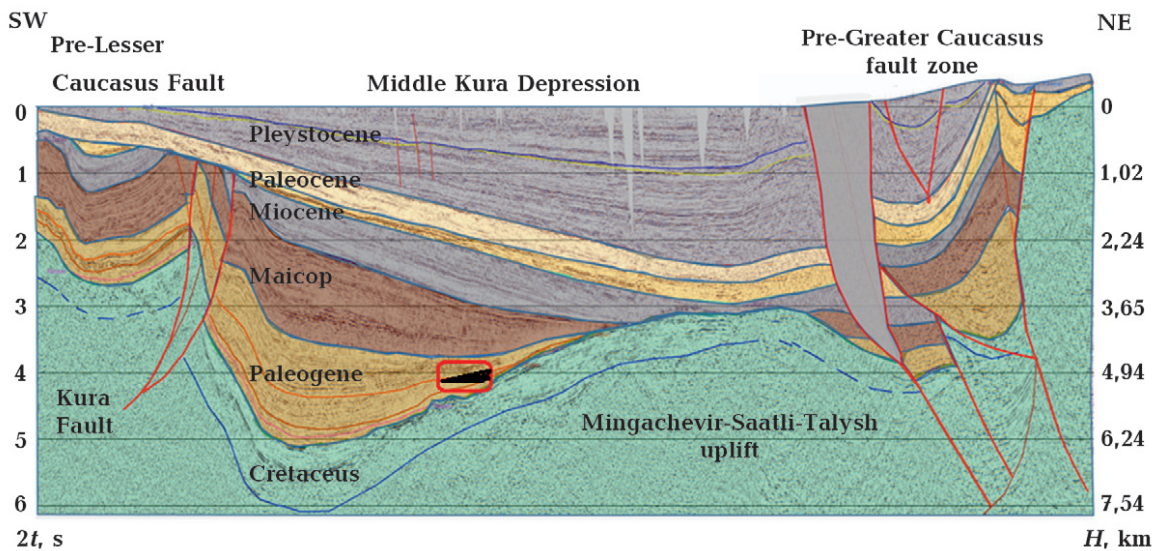 SW
NE
Pre-Lesser
Caucasus Fault
Middle Kura Depression
Pre-Greater Caucasus
fault zone
0
0
Pleystocene
1
1,02
Paleocene
Miocene
2
2,24
Maicop
3
3,65
Paleogene
4
4,94
Kura
Fault
Mingachevir-Saatli-Talysh
uplift
5
6,24
Cretaceus
6
7,54
2t, s
H, km